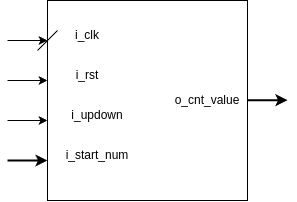 i_clk
i_rst
i_updown
o_cnt_value
i_start_num